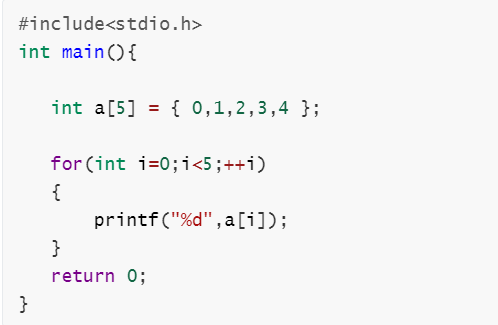 #include<stdio.h>
int main(){
int a[5] = { 0,1,2,3,4 };
for(int i=0;i<5;++i)
{
printf("%d",a[i]);
}
return 0;
}